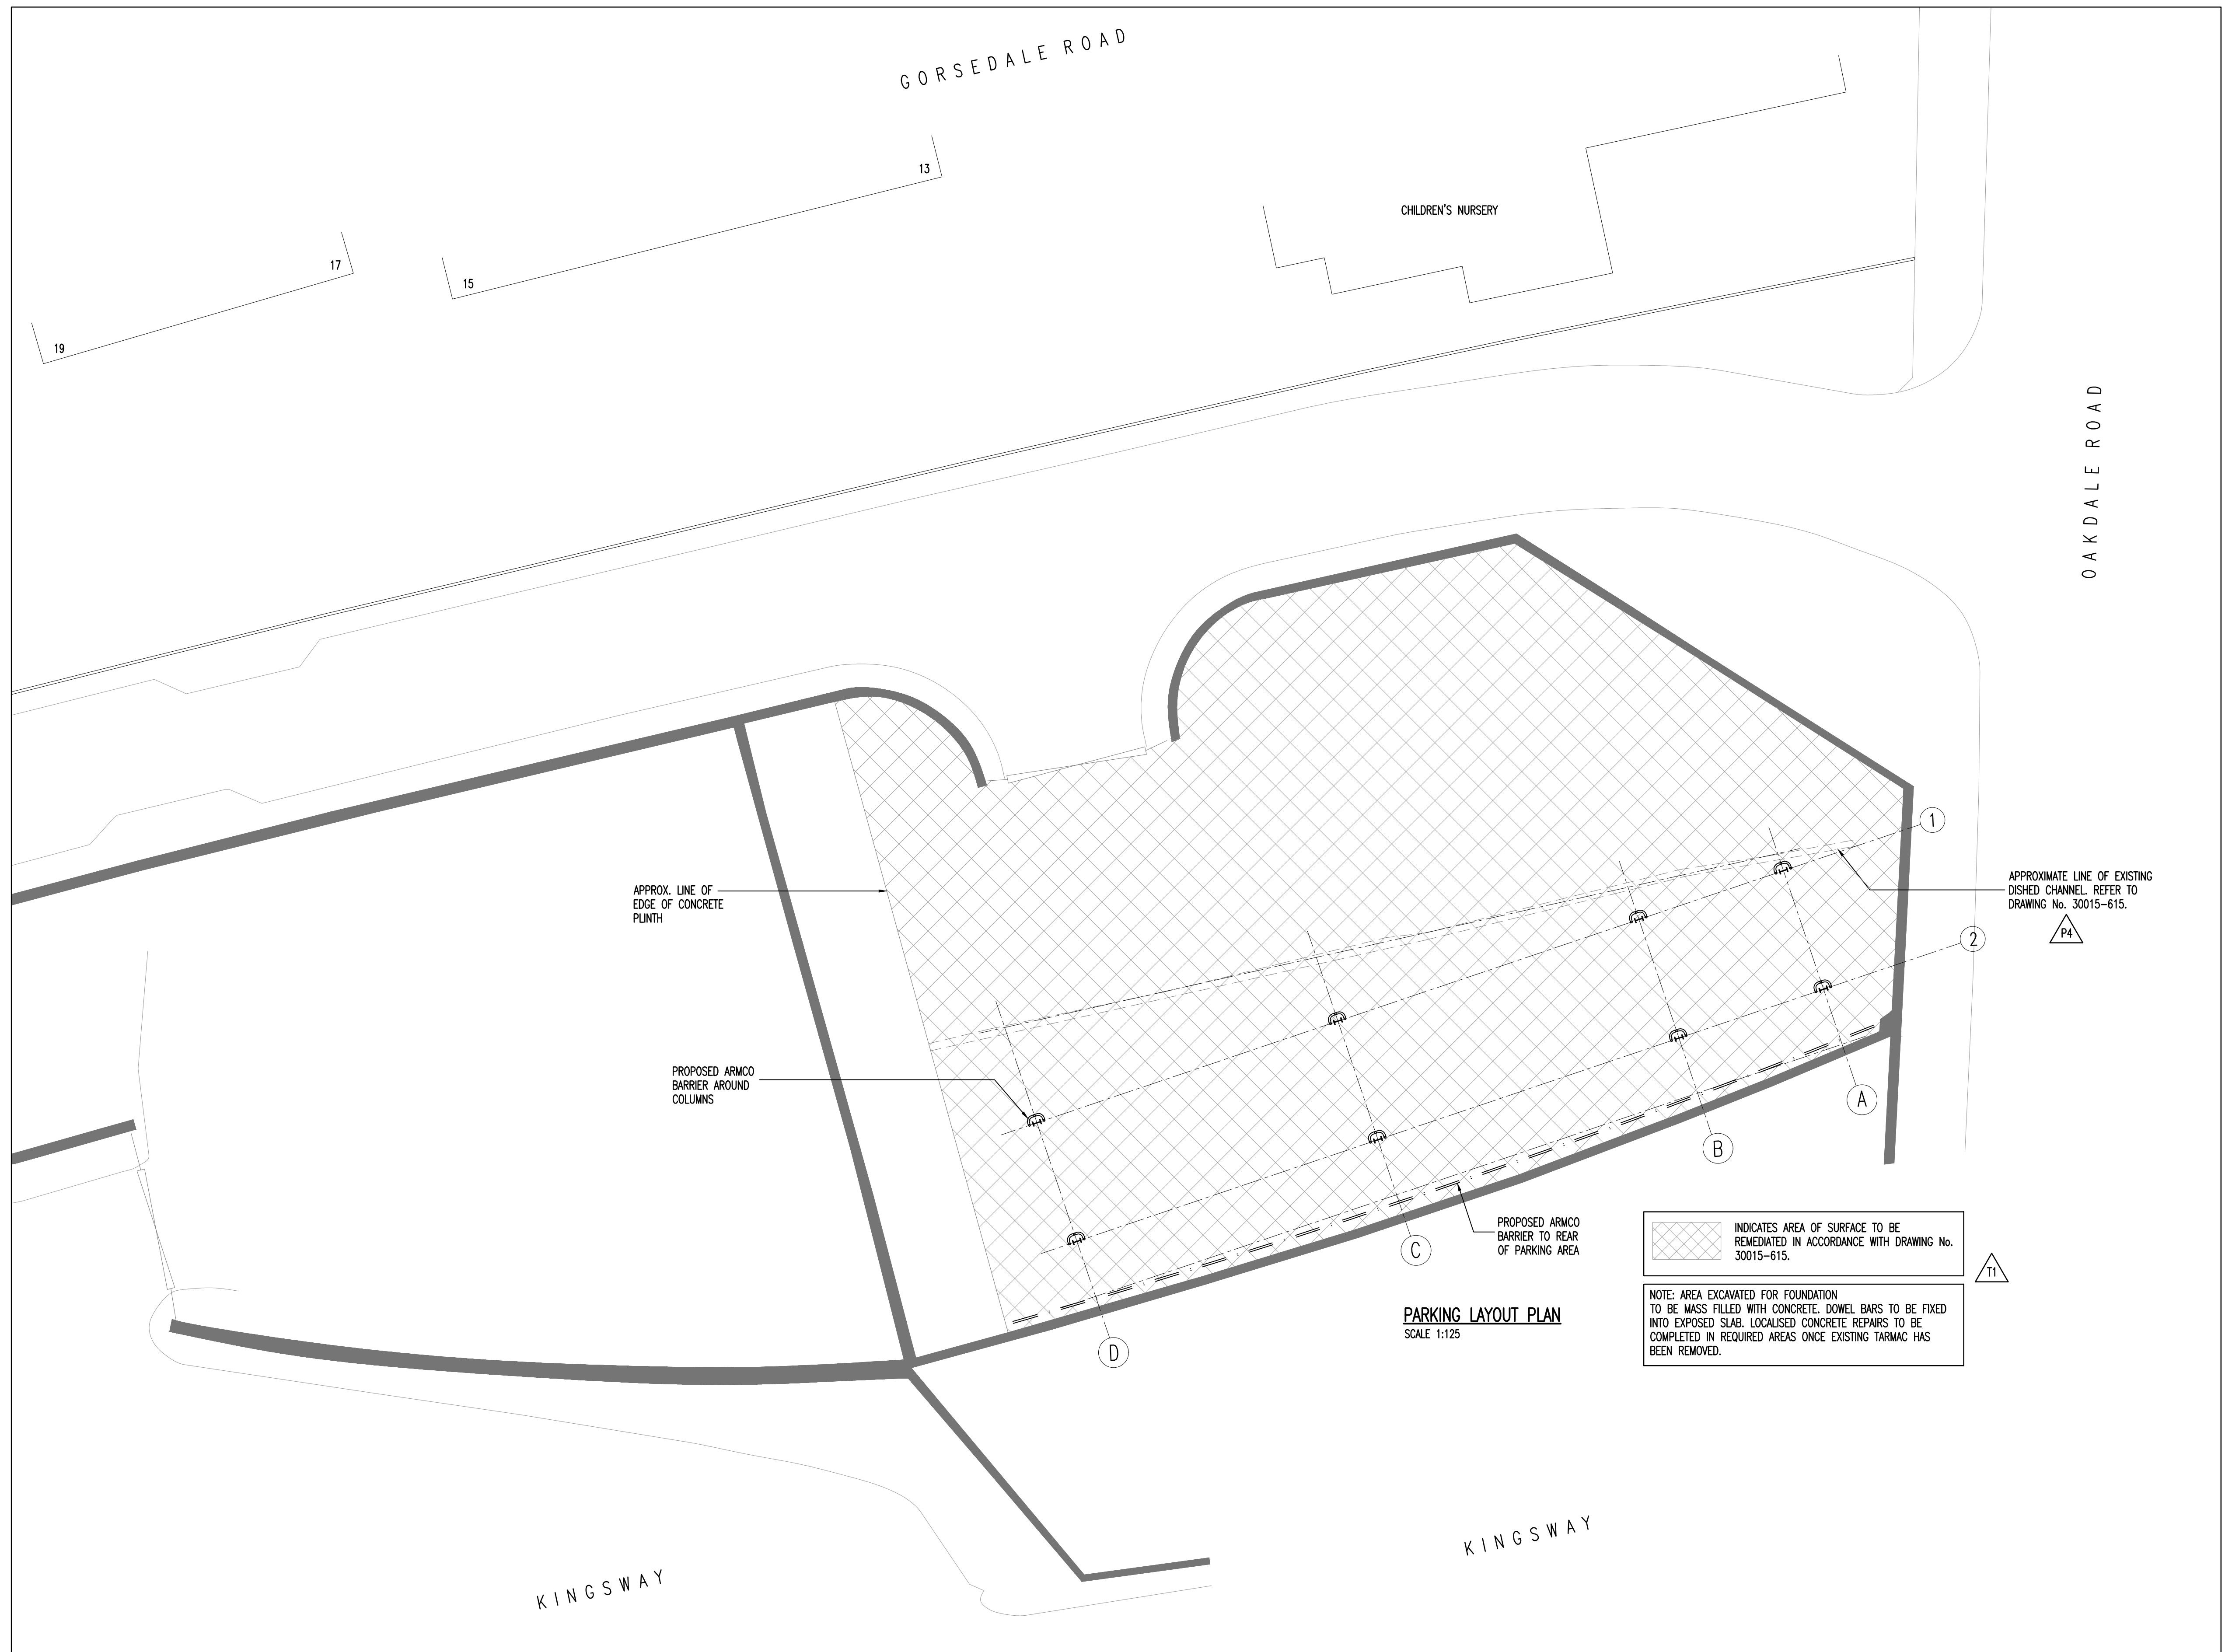 GORSEDALE ROAD
13
CHILDREN'S NURSERY
17
15
19
OAKDALE ROAD
1
APPROX. LINE OF
EDGE OF CONCRETE
PLINTH
APPROXIMATE LINE OF EXISTING
DISHED CHANNEL. REFER TO
DRAWING No. 30015-615.
P4
2
PROPOSED ARMCO
BARRIER AROUND
COLUMNS
A
B
C
D
PROPOSED ARMCO
BARRIER TO REAR
OF PARKING AREA
INDICATES AREA OF SURFACE TO BE
REMEDIATED IN ACCORDANCE WITH DRAWING No.
30015-615.
T1
NOTE: AREA EXCAVATED FOR FOUNDATION
TO BE MASS FILLED WITH CONCRETE. DOWEL BARS TO BE FIXED
INTO EXPOSED SLAB. LOCALISED CONCRETE REPAIRS TO BE
COMPLETED IN REQUIRED AREAS ONCE EXISTING TARMAC HAS
BEEN REMOVED.
PARKING LAYOUT PLAN
SCALE 1:125
KINGSWAY
KINGSWAY